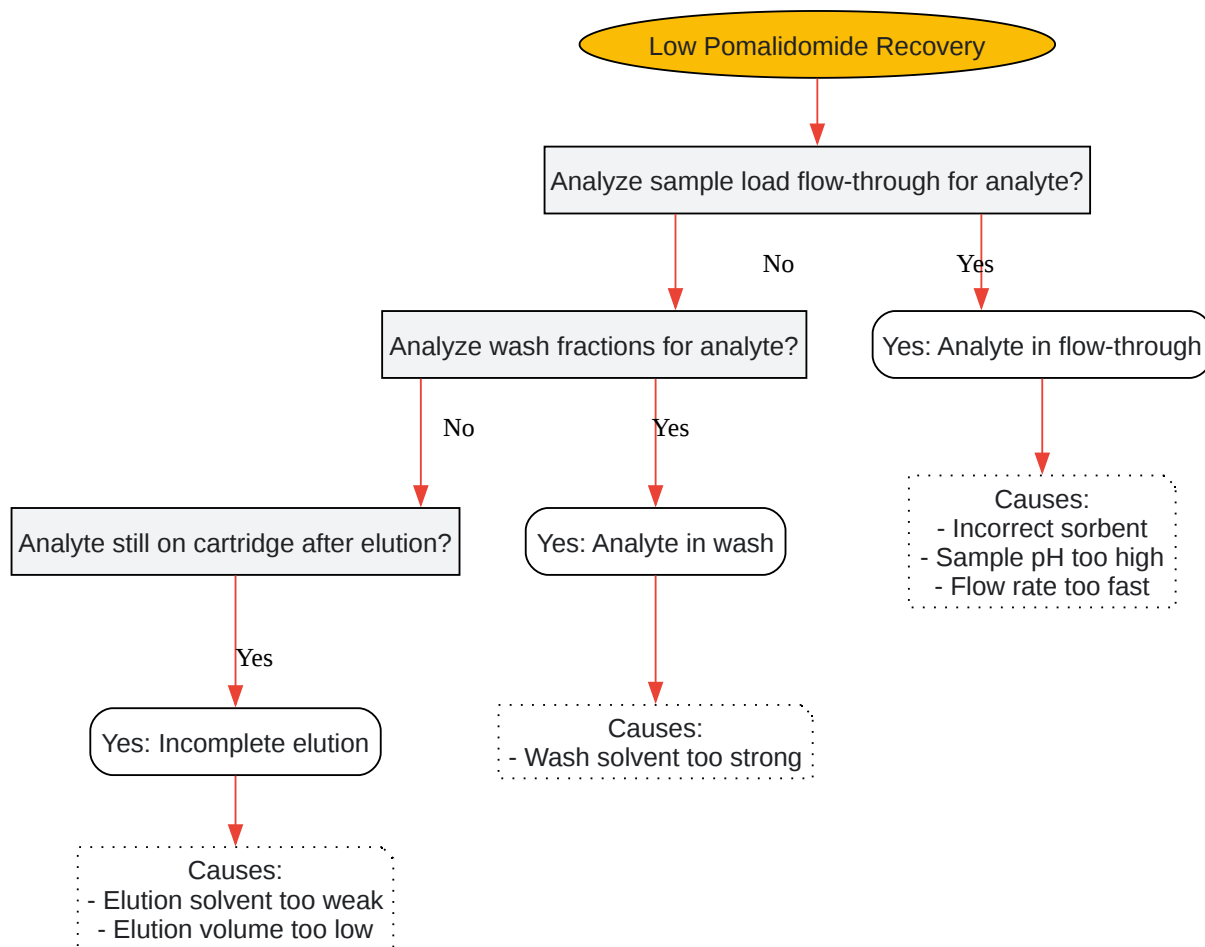 Low Pomalidomide Recovery
Analyze sample load flow-through for analyte?
No
Yes
Analyze wash fractions for analyte?
Yes: Analyte in flow-through
No
Yes
Causes:
- Incorrect sorbent
- Sample pH too high
- Flow rate too fast
Analyte still on cartridge after elution?
Yes: Analyte in wash
Yes
Causes:
- Wash solvent too strong
Yes: Incomplete elution
Causes:
- Elution solvent too weak
- Elution volume too low